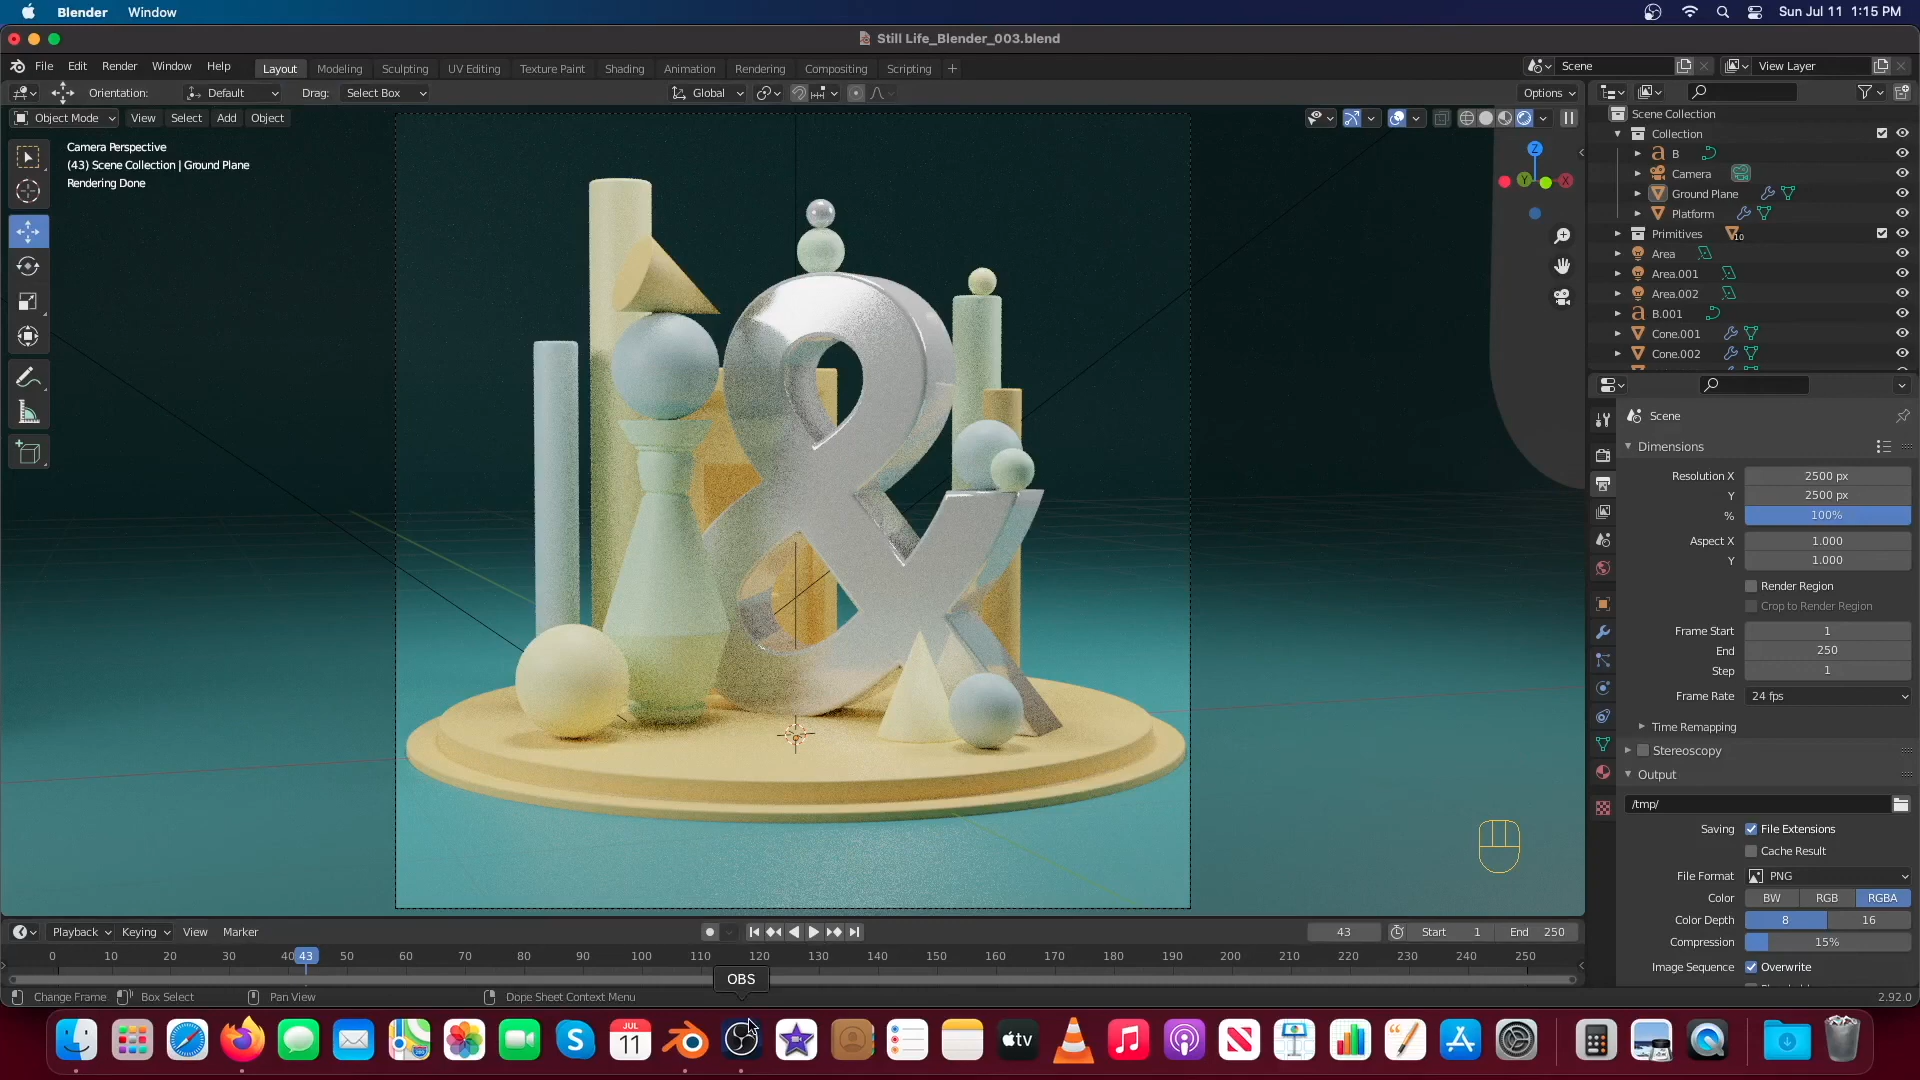 Blender Window Sun Jul 11 1:15 PM
Still Life_Blender_003.blend
File Edit Render Window Help Layout Modeling Sculpting UV Editing Texture Paint Shading Animation Rendering Compositing Scripting + Scene View Layer
Orientation: Default Drag: Select Box Global Options
Object Mode View Select Add Object
Camera Perspective
(43) Scene Collection | Ground Plane
Rendering Done
Z
Y
X
&
Scene Collection
Collection
B
Camera
Ground Plane
Platform
Primitives 10
Area
Area.001
Area.002
B.001
Cone.001
Cone.002
Scene
Dimensions
Resolution X 2500 px
Y 2500 px
% 100%
Aspect X 1.000
Y 1.000
Render Region
Crop to Render Region
Frame Start 1
End 250
Step 1
Frame Rate 24 fps
Time Remapping
Stereoscopy
Output
/tmp/
Saving File Extensions
Cache Result
File Format PNG
Color BW RGB RGBA
Color Depth 8 16
Compression 15%
Image Sequence Overwrite
Playback Keying View Marker 43 Start 1 End 250
0 10 20 30 40 43 50 60 70 80 90 100 110 120 130 140 150 160 170 180 190 200 210 220 230 240 250
OBS
Change Frame Box Select Pan View Dope Sheet Context Menu 2.92.0
JUL
11
tv